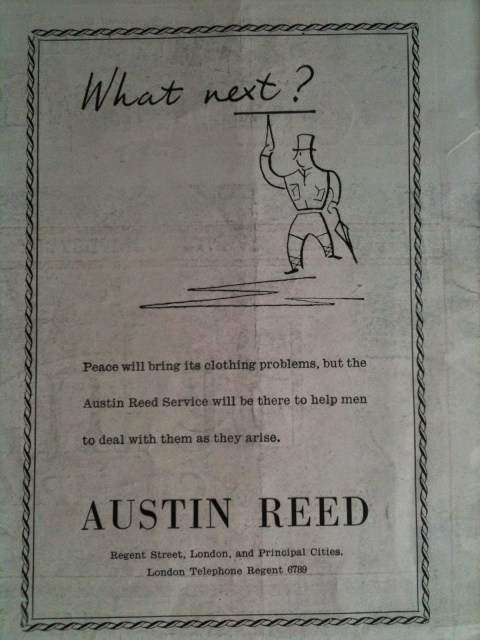 What next?
Peace will bring its clothing problems, but the
Austin Reed Service will be there to help men
to deal with them as they arise.
AUSTIN REED
Regent Street, London, and Principal Cities.
London Telephone Regent 6789